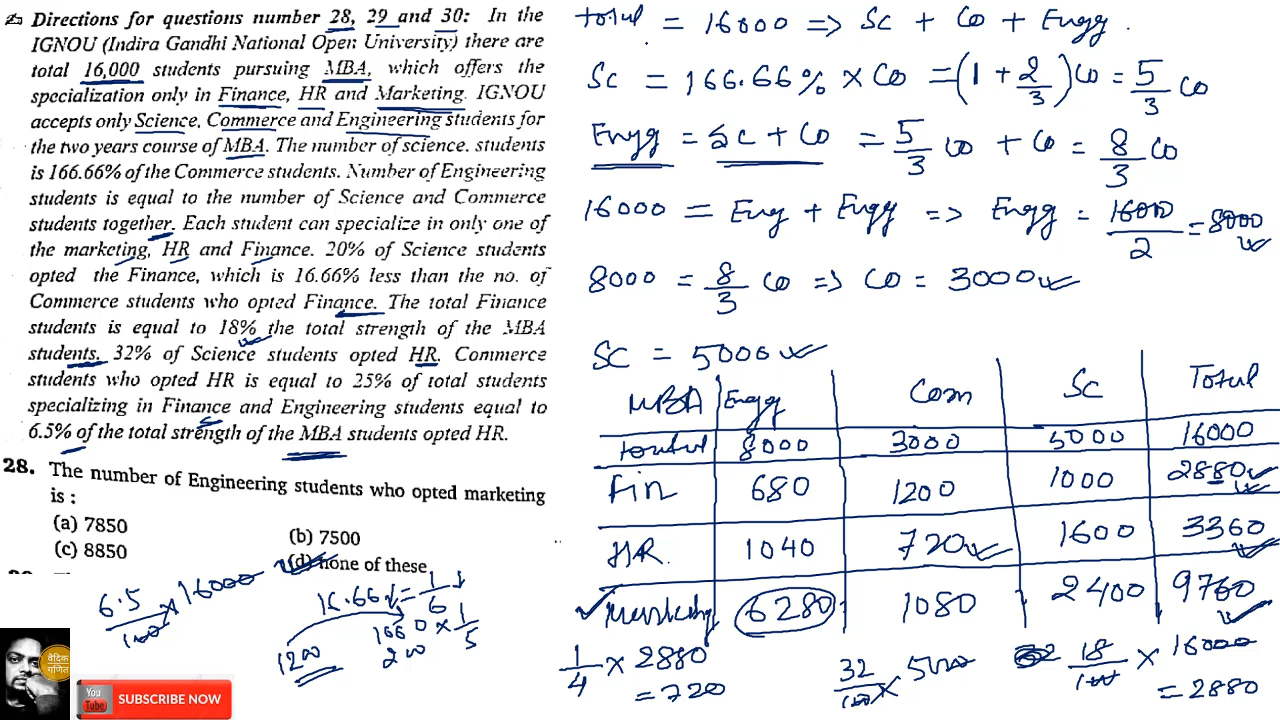 Directions for questions number 28, 29 and 30: In the
IGNOU (Indira Gandhi National Open University) there are
total 16,000 students pursuing MBA, which offers the
specialization only in Finance, HR and Marketing. IGNOU
accepts only Science, Commerce and Engineering students for
the two years course of MBA. The number of science. students
is 166.66% of the Commerce students. Number of Engineering
students is equal to the number of Science and Commerce
students together. Each student can specialize in only one of
the marketing, HR and Finance. 20% of Science students
opted the Finance, which is 16.66% less than the no. of
Commerce students who opted Finance. The total Finance
students is equal to 18% the total strength of the MBA
students. 32% of Science students opted HR. Commerce
students who opted HR is equal to 25% of total students
specializing in Finance and Engineering students equal to
6.5% of the total strength of the MBA students opted HR.
28. The number of Engineering students who opted marketing
is :
(a) 7850
(b) 7500
(c) 8850
(d) none of these
6.5/100 × 16000
16.66% = 1/6
1200
1/5
200
SUBSCRIBE NOW
You Tube
वैदिक
गणित
Total = 16000 => Sc + Co + Engg .
Sc = 166.66% × Co = (1 + 2/3) Co = 5/3 Co
Engg = Sc + Co = 5/3 Co + Co = 8/3 Co
16000 = Eng + Engg => Engg = 16000/2 = 8000
8000 = 8/3 Co => Co = 3000
Sc = 5000
MBA Engg Com Sc Total
total 8000 3000 5000 16000
Fin 680 1200 1000 2880
HR. 1040 720 1600 3360
Marketing 6280 1080 2400 9760
1/4 × 2880
= 720
32/100 × 5000
18/100 × 16000
= 2880